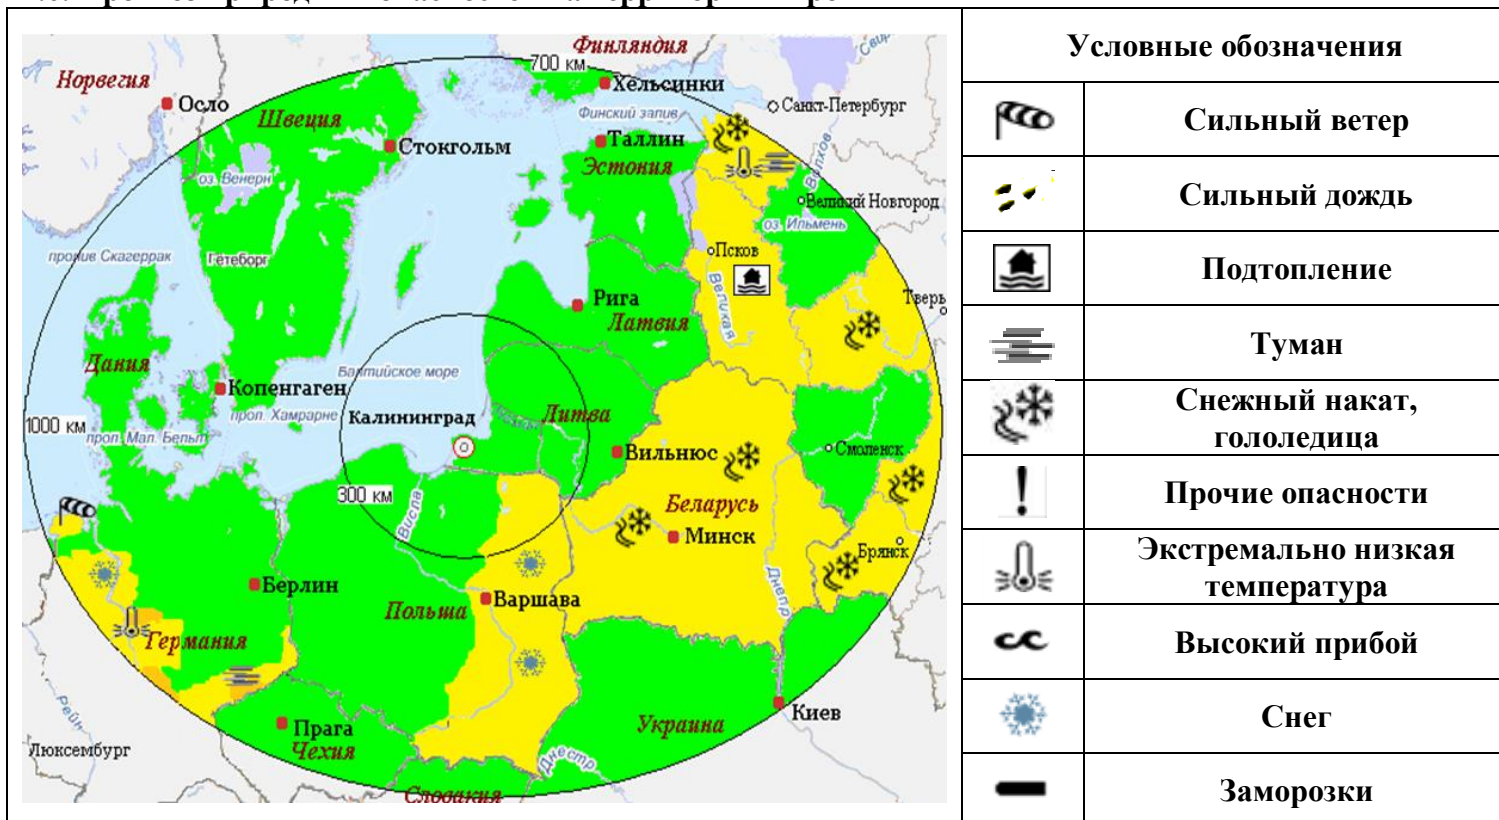 Финляндия
700 км
Норвегия
Хельсинки
Осло
Санкт-Петербург
Швеция
Финский залив
Таллин
Стокгольм
Эстония
Волхов
оз. Венерн
Великий Новгород
оз. Ильмень
пролив Скагеррак
Гетеборг
Псков
Великая
Рига
Тверь
Латвия
Дания
Балтийское море
Копенгаген
прол. Хамрарне
Калининград
Литва
1000 км
прол. Мал. Бельт
Вильнюс
Смоленск
300 км
Висла
Беларусь
Минск
Брянск
Берлин
Днепр
Польша
Варшава
Германия
Рейн
Киев
Украина
Прага
Чехия
Люксембург
Днестр
Словакия
Условные обозначения
Сильный ветер
Сильный дождь
Подтопление
Туман
Снежный накат,
гололедица
Прочие опасности
Экстремально низкая
температура
Высокий прибой
Снег
Заморозки